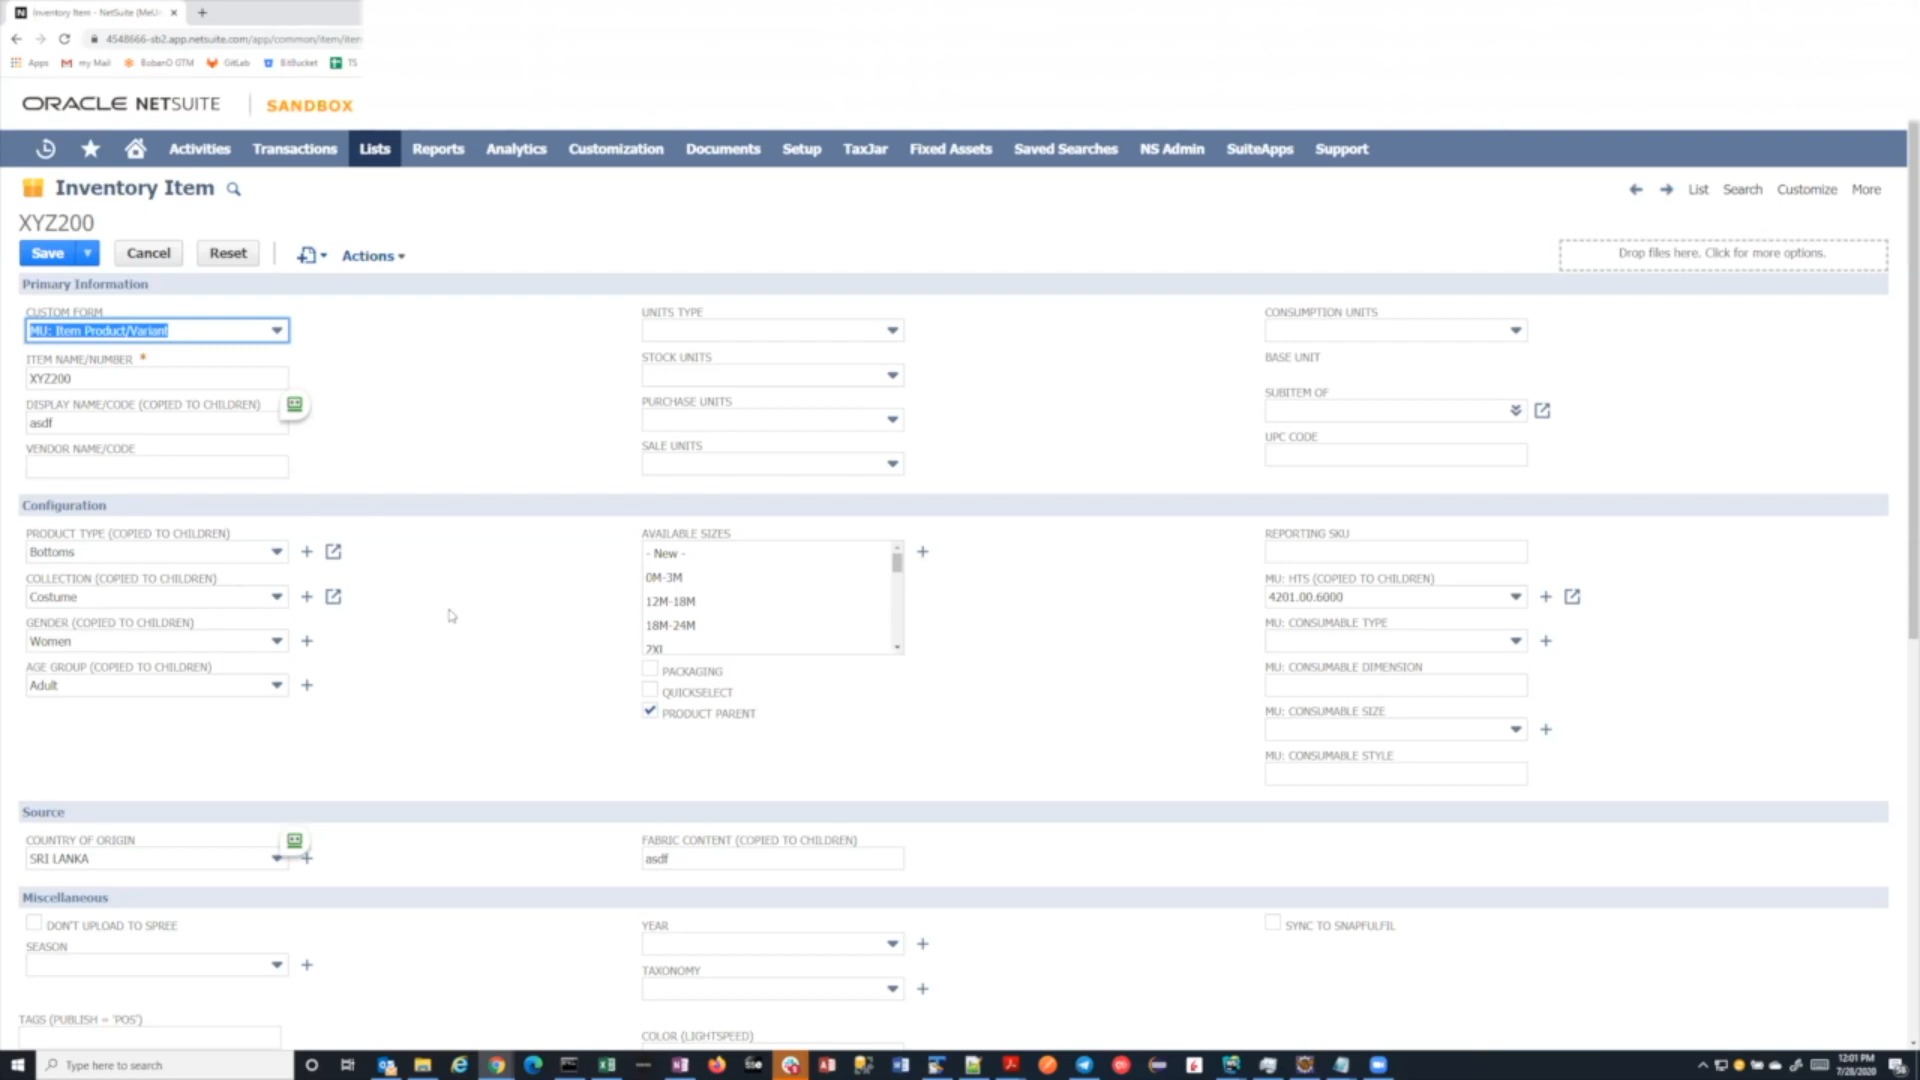 Inventory Item - NetSuite (MeU
4548666-sb2.app.netsuite.com/app/common/item/iter
Apps my Mail BobanD GTM GitLab BitBucket TS
ORACLE NETSUITE SANDBOX
Activities Transactions Lists Reports Analytics Customization Documents Setup TaxJar Fixed Assets Saved Searches NS Admin SuiteApps Support
Inventory Item
List Search Customize More
XYZ200
Save Cancel Reset Actions
Drop files here. Click for more options.
Primary Information
CUSTOM FORM
MU: Item Product/Variant
ITEM NAME/NUMBER *
XYZ200
DISPLAY NAME/CODE (COPIED TO CHILDREN)
asdf
VENDOR NAME/CODE
UNITS TYPE
STOCK UNITS
PURCHASE UNITS
SALE UNITS
CONSUMPTION UNITS
BASE UNIT
SUBITEM OF
UPC CODE
Configuration
PRODUCT TYPE (COPIED TO CHILDREN)
Bottoms
COLLECTION (COPIED TO CHILDREN)
Costume
GENDER (COPIED TO CHILDREN)
Women
AGE GROUP (COPIED TO CHILDREN)
Adult
AVAILABLE SIZES
- New -
0M-3M
12M-18M
18M-24M
2XL
PACKAGING
QUICKSELECT
PRODUCT PARENT
REPORTING SKU
MU: HTS (COPIED TO CHILDREN)
4201.00.6000
MU: CONSUMABLE TYPE
MU: CONSUMABLE DIMENSION
MU: CONSUMABLE SIZE
MU: CONSUMABLE STYLE
Source
COUNTRY OF ORIGIN
SRI LANKA
FABRIC CONTENT (COPIED TO CHILDREN)
asdf
Miscellaneous
DON'T UPLOAD TO SPREE
SEASON
TAGS (PUBLISH = 'POS')
YEAR
TAXONOMY
COLOR (LIGHTSPEED)
SYNC TO SNAPFULFIL
Type here to search
12:01 PM
7/28/2020